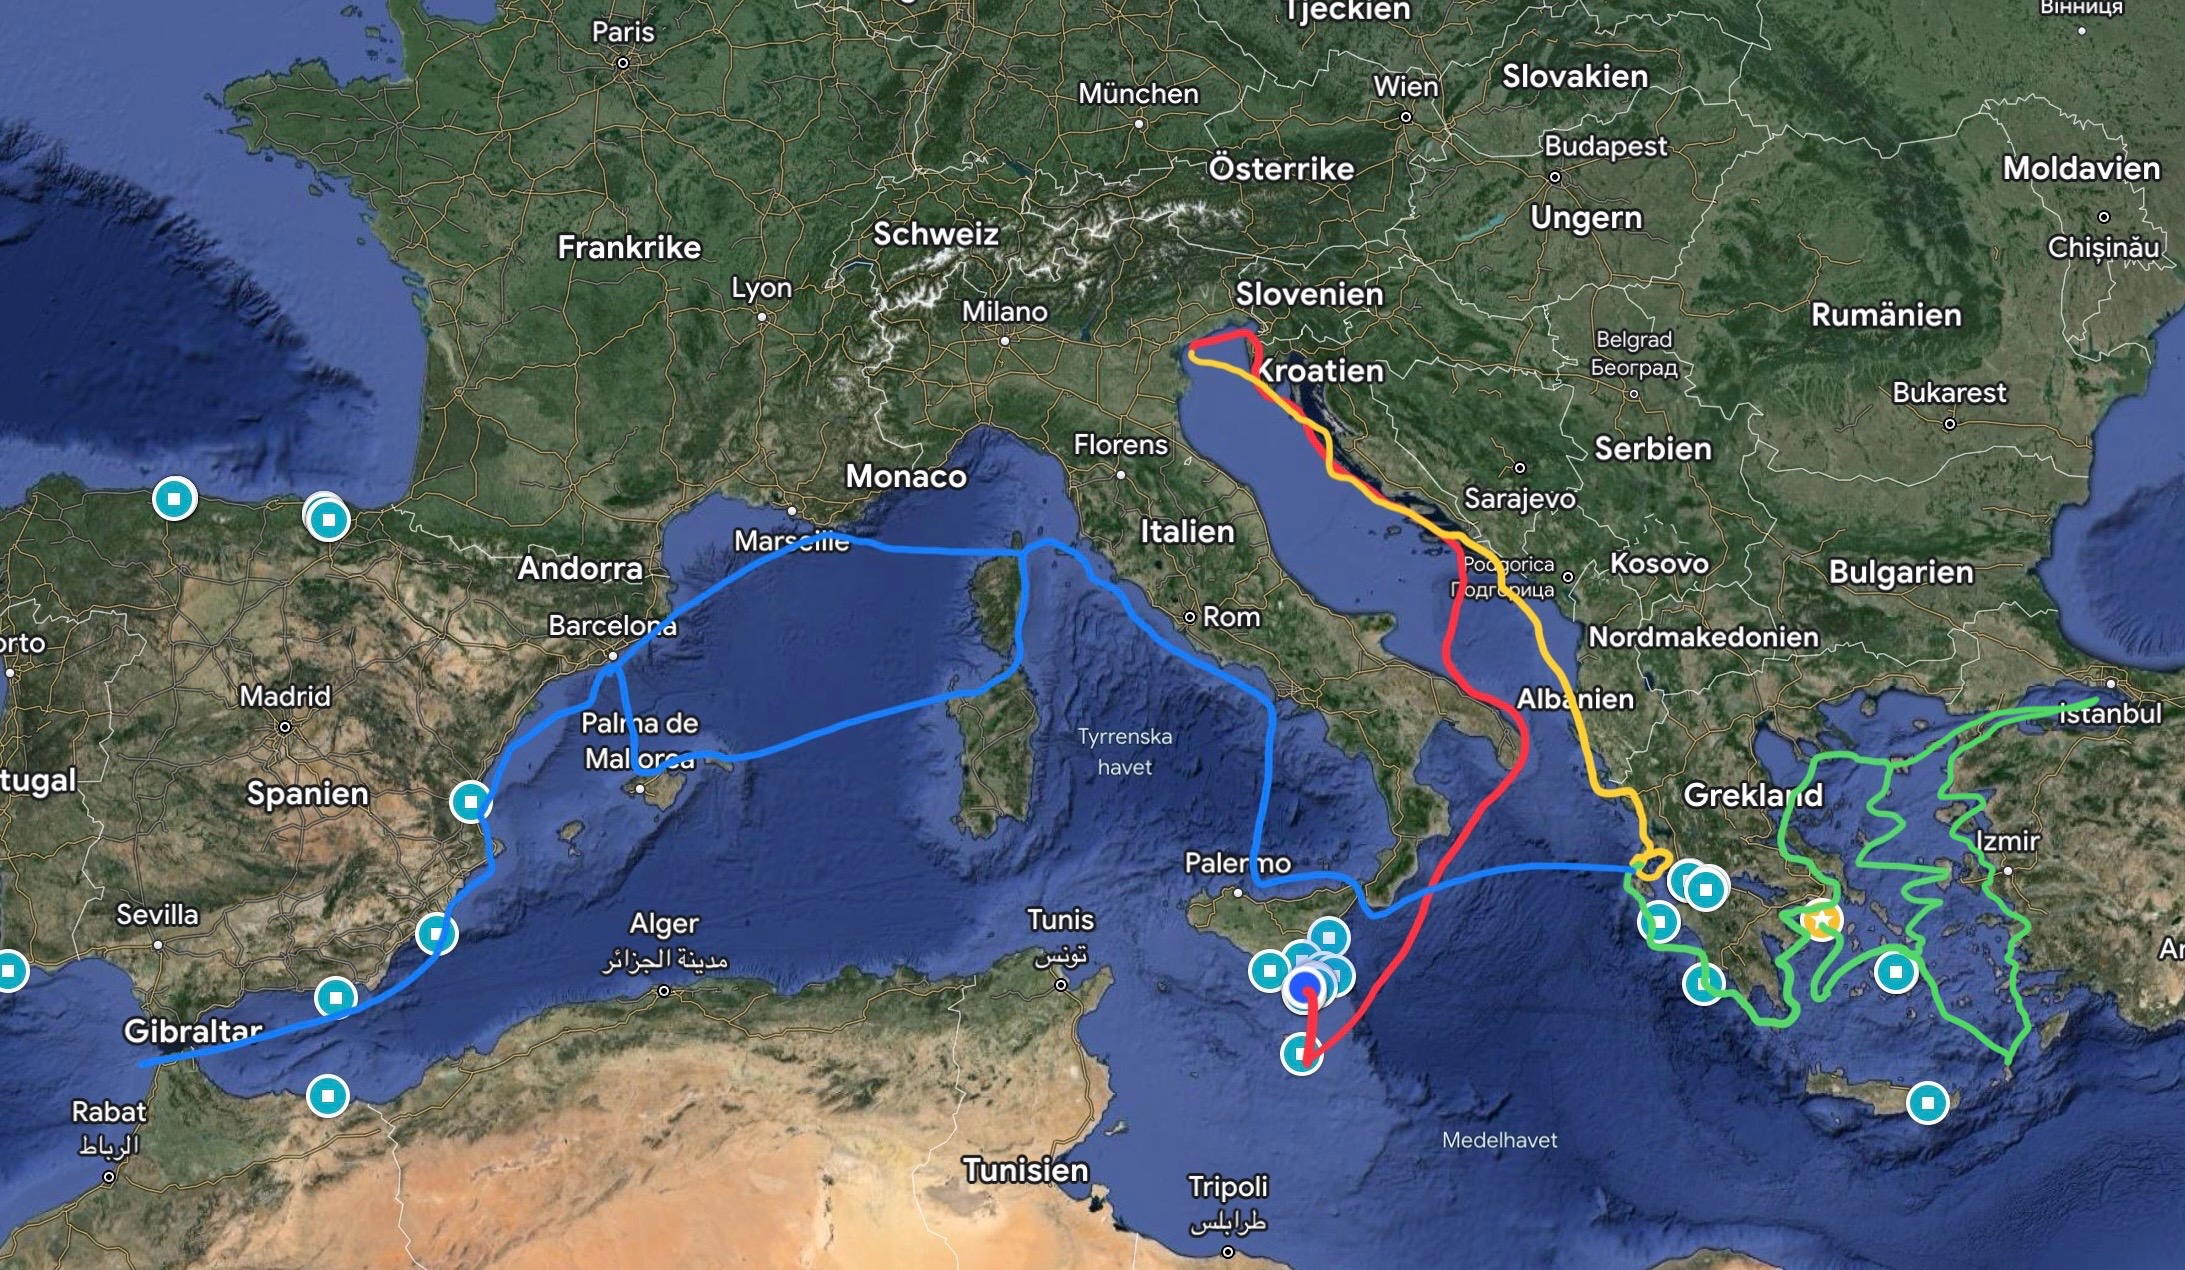 Tjeckien
Вінниця
Paris
Slovakien
Wien
München
Budapest
Österrike
Moldavien
Ungern
Schweiz
Frankrike
Chișinău
Lyon
Slovenien
Milano
Rumänien
Belgrad
Београд
Kroatien
Bukarest
Florens
Serbien
Monaco
Sarajevo
Italien
Marseille
Podgorica
Подгорица
Kosovo
Andorra
Bulgarien
Rom
Barcelona
Nordmakedonien
orto
Madrid
Albanien
Istanbul
Palma de
Mallorca
Tyrrenska
havet
tugal
Spanien
Grekland
Izmir
Palermo
Sevilla
Alger
مدينة الجزائر
Tunis
تونس
Ar
Gibraltar
Rabat
الرباط
Medelhavet
Tunisien
Tripoli
طرابلس